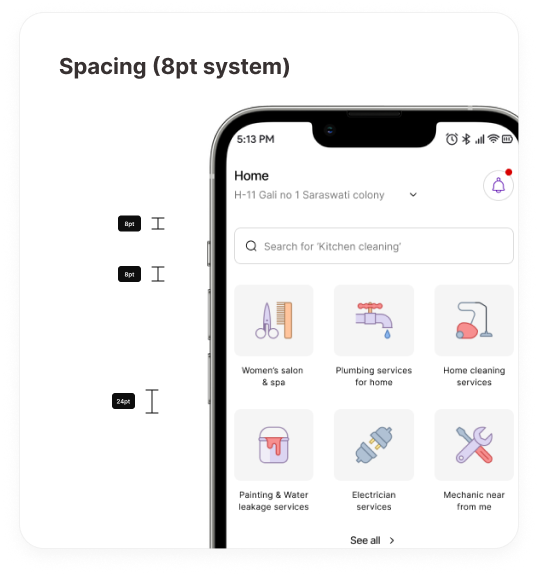 Spacing (8pt system)
5:13 PM
Home
H-11 Gali no 1 Saraswati colony
8pt
Search for 'Kitchen cleaning'
8pt
Women's salon
& spa
Plumbing services
for home
Home cleaning
services
24pt
Painting & Water
leakage services
Electrician
services
Mechanic near
from me
See all